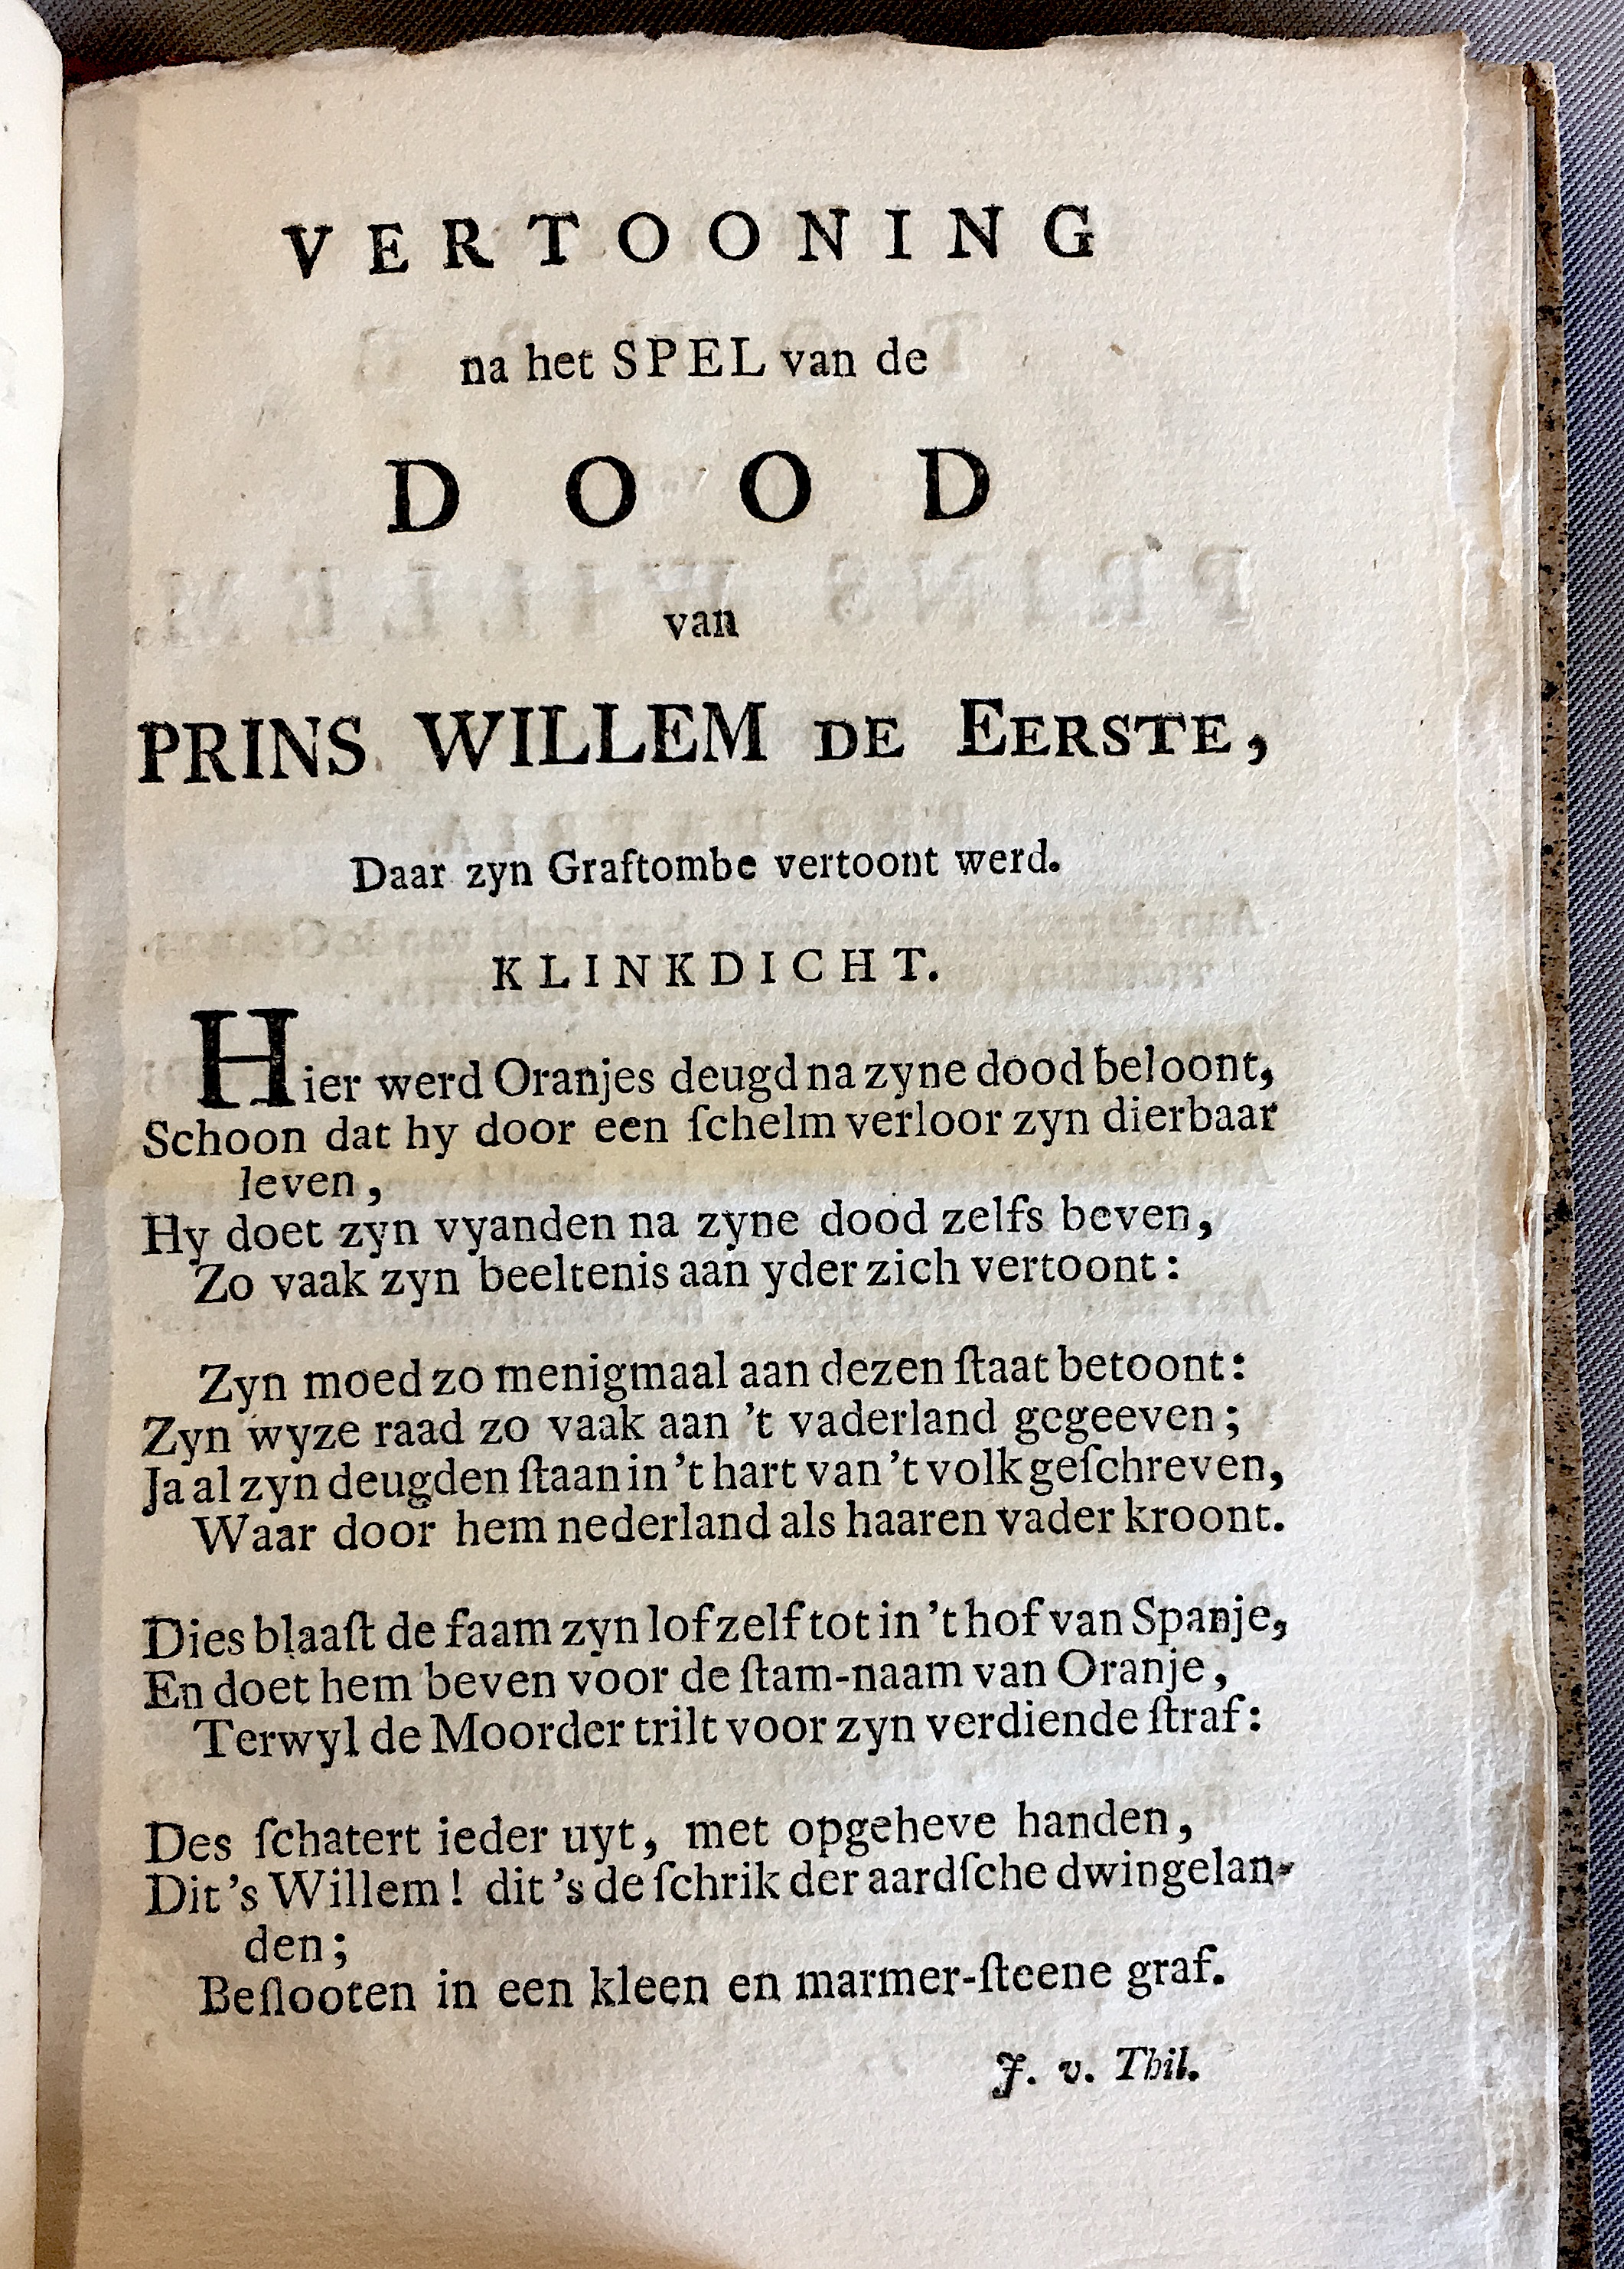 VERTOONING
na het SPEL van de
DOOD
van
PRINS WILLEM DE EERSTE,
Daar zyn Graftombe vertoont werd.
KLINKDICHT.
Hier werd Oranjes deugd na zyne dood beloont,
Schoon dat hy door een ſchelm verloor zyn dierbaar
leven,
Hy doet zyn vyanden na zyne dood zelfs beven,
Zo vaak zyn beeltenis aan yder zich vertoont:
Zyn moed zo menigmaal aan dezen ſtaat betoont:
Zyn wyze raad zo vaak aan 't vaderland gegeeven;
Ja al zyn deugden ſtaan in 't hart van 't volk geſchreven,
Waar door hem nederland als haaren vader kroont.
Dies blaaſt de faam zyn lof zelf tot in 't hof van Spanje,
En doet hem beven voor de ſtam-naam van Oranje,
Terwyl de Moorder trilt voor zyn verdiende ſtraf:
Des ſchatert ieder uyt, met opgeheve handen,
Dit 's Willem! dit 's de ſchrik der aardſche dwingelan-
den;
Beſlooten in een kleen en marmer-ſteene graf.
J. v. Thil.